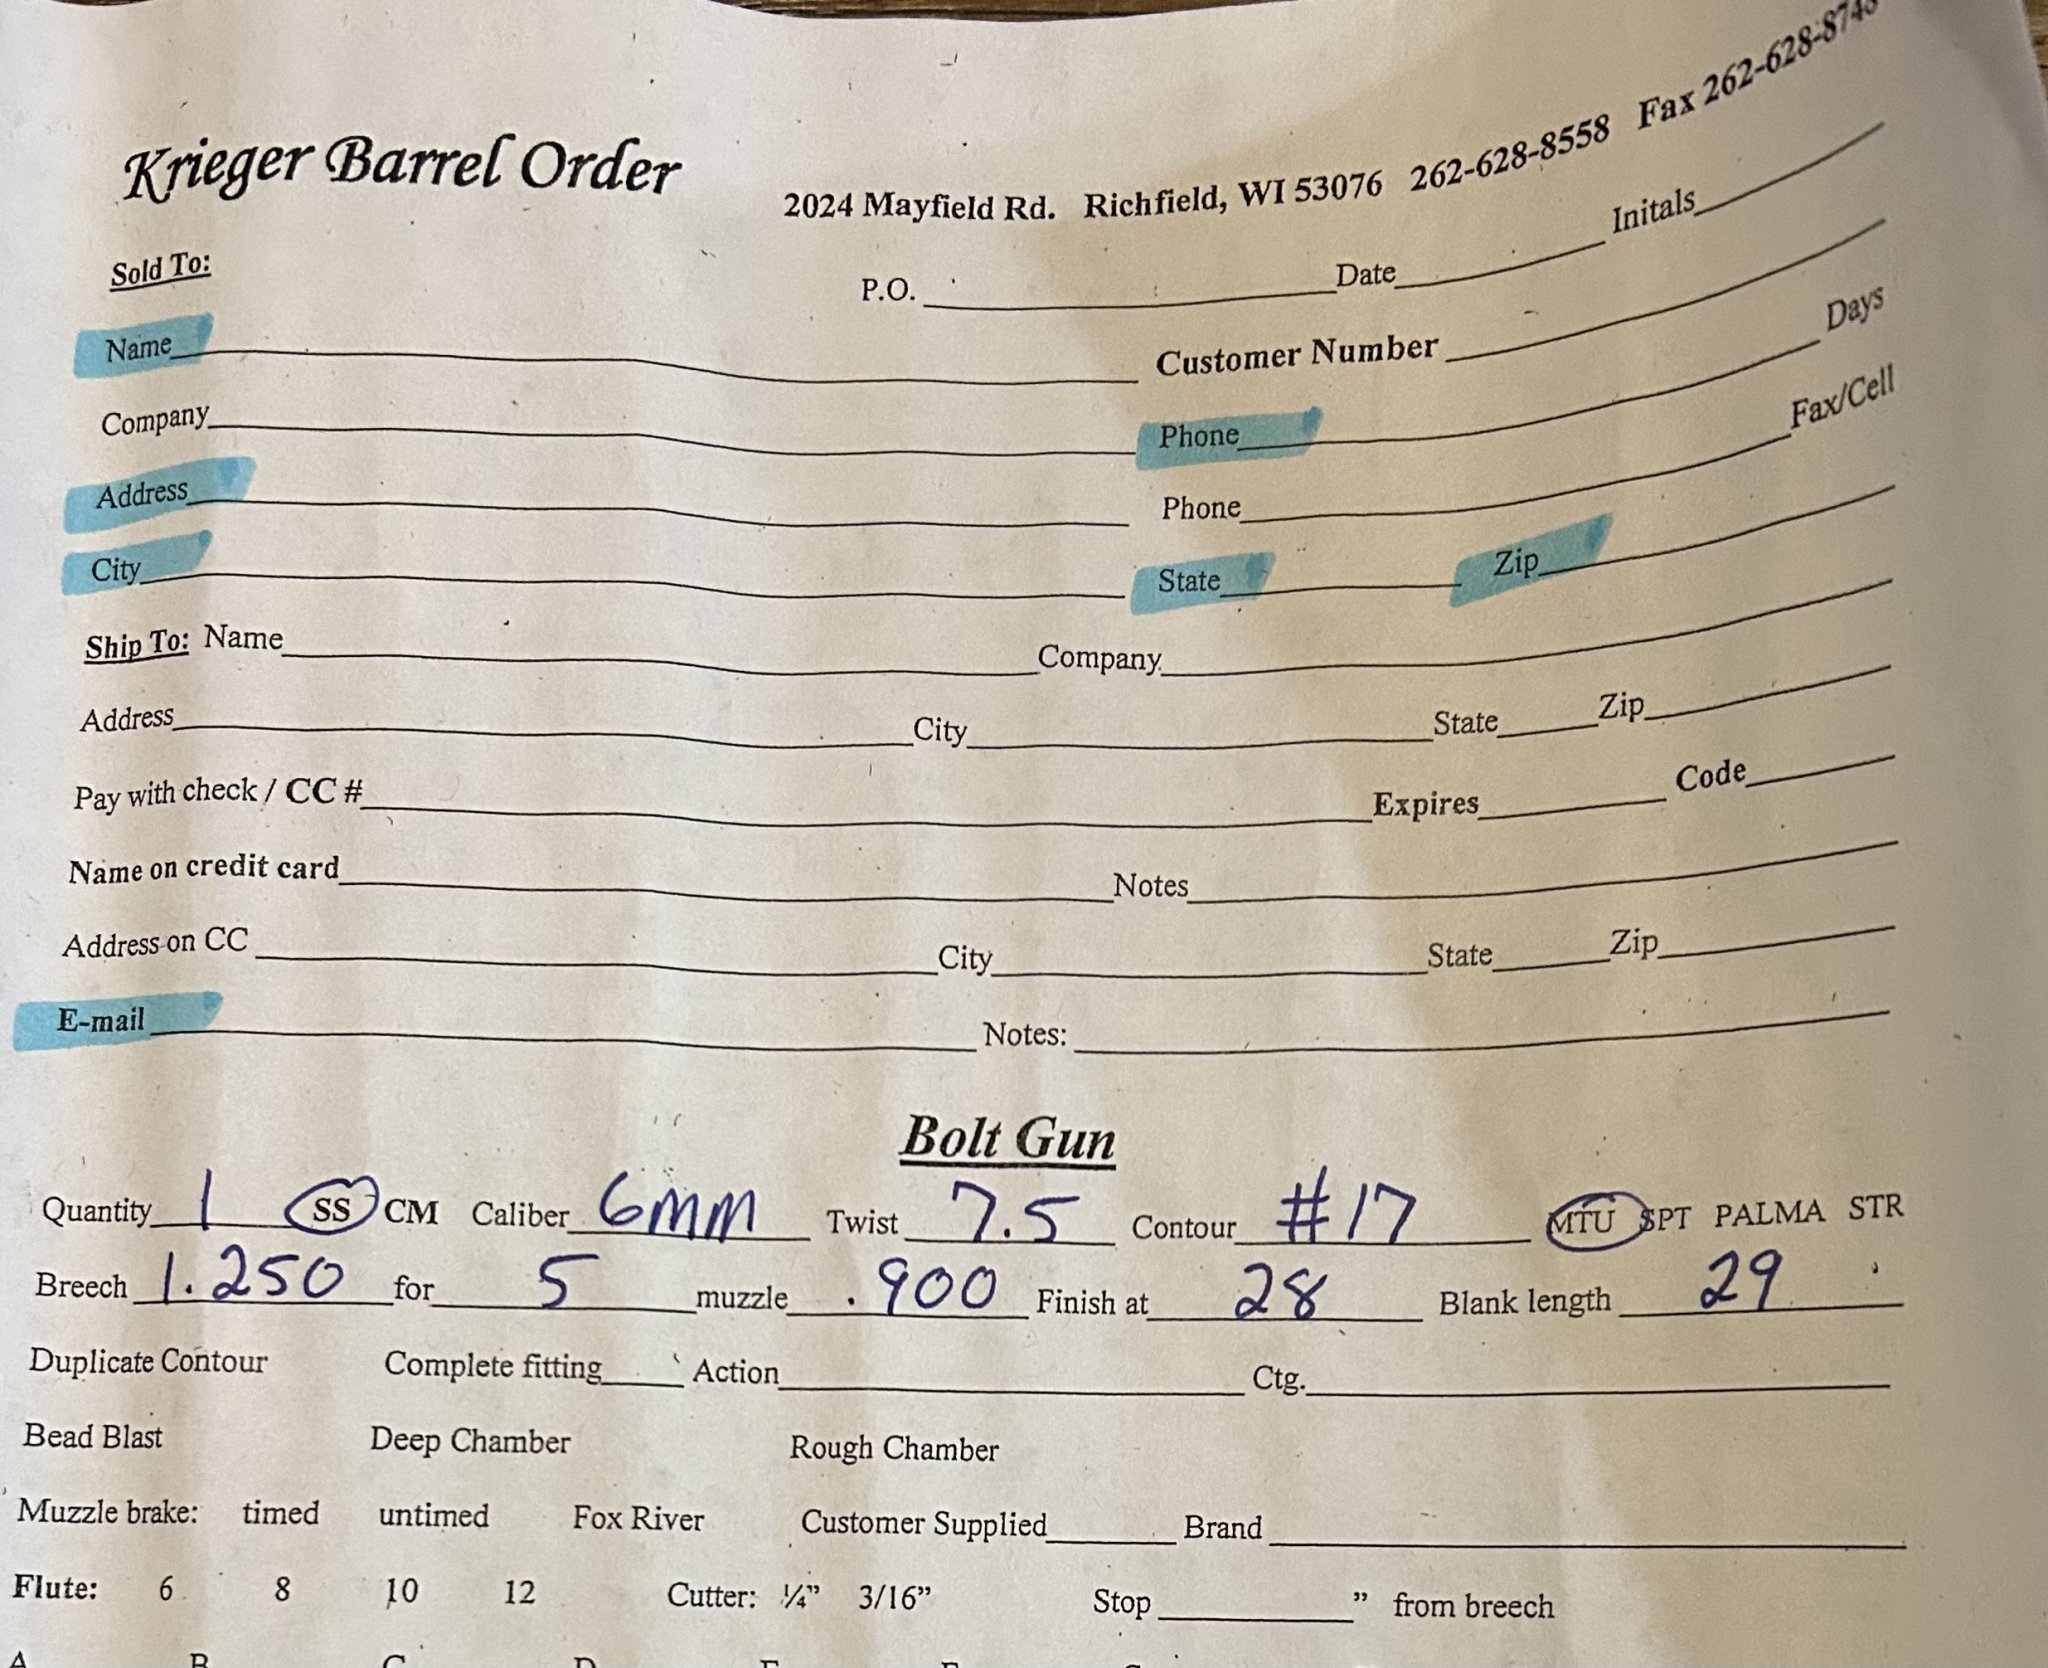 Krieger Barrel Order
2024 Mayfield Rd. Richfield, WI 53076 262-628-8558 Fax 262-628-8748
Sold To:
P.O. Date Initals
Name Customer Number
Company Phone Days
Address Phone Fax/Cell
City State Zip
Ship To: Name Company
Address City State Zip
Pay with check / CC # Expires Code
Name on credit card Notes
Address on CC City State Zip
E-mail Notes:
Bolt Gun
Quantity 1 SS CM Caliber 6MM Twist 7.5 Contour #17 MTU SPT PALMA STR
Breech 1.250 for 5 muzzle .900 Finish at 28 Blank length 29
Duplicate Contour Complete fitting Action Ctg.
Bead Blast Deep Chamber Rough Chamber
Muzzle brake: timed untimed Fox River Customer Supplied Brand
Flute: 6 8 10 12 Cutter: ¼” 3/16” Stop ” from breech